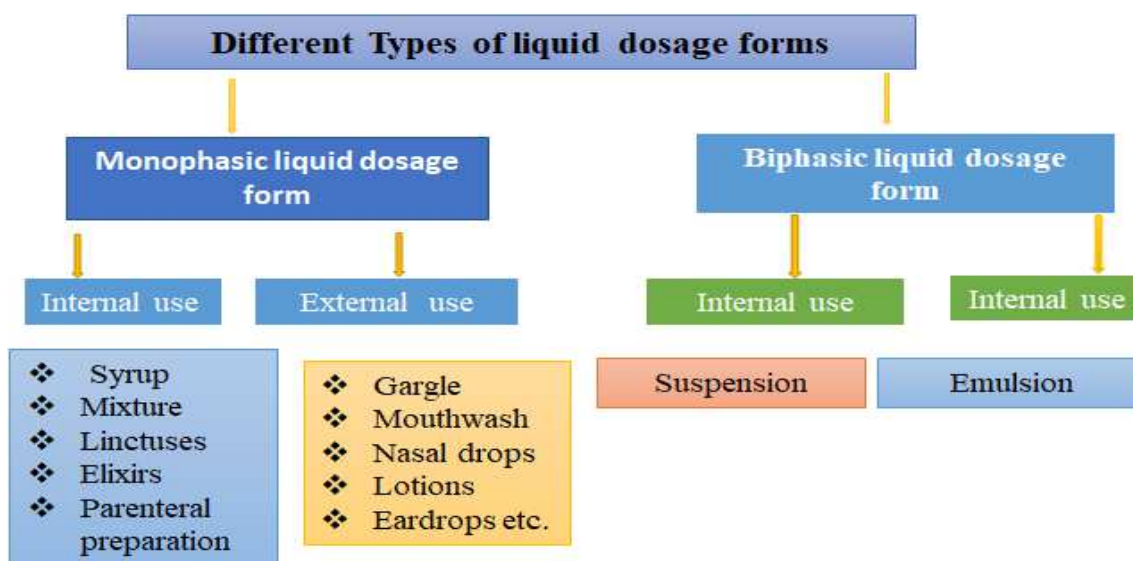 Different Types of liquid dosage forms
Monophasic liquid dosage
form
Biphasic liquid dosage
form
Internal use
External use
Internal use
Internal use
❖ Syrup
❖ Mixture
❖ Linctuses
❖ Elixirs
❖ Parenteral
preparation
❖ Gargle
❖ Mouthwash
❖ Nasal drops
❖ Lotions
❖ Eardrops etc.
Suspension
Emulsion